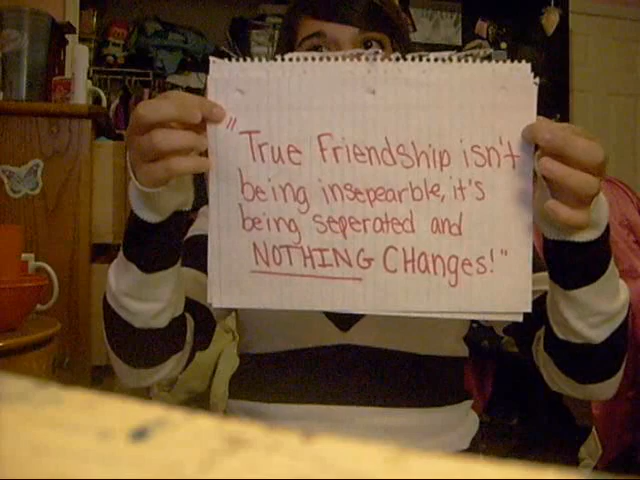 "True Friendship isn't
being insepearble, it's
being seperated and
NOTHING CHanges!"